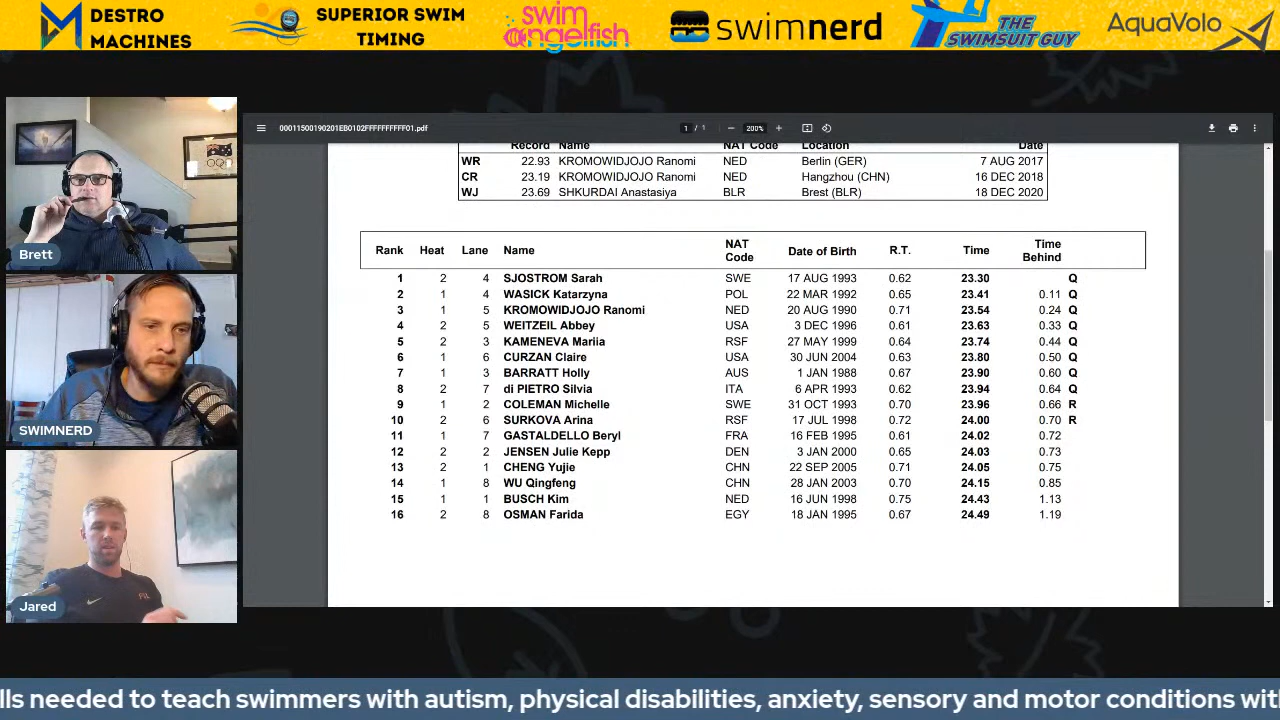 DESTRO
MACHINES
SUPERIOR SWIM
TIMING
swim
angelfish
swimnerd
THE
SWIMSUIT GUY
AquaVolo
00011500190201EB0102FFFFFFFFFF01.pdf
1 / 1
200%
Record Name NAT Code Location Date
WR 22.93 KROMOWIDJOJO Ranomi NED Berlin (GER) 7 AUG 2017
CR 23.19 KROMOWIDJOJO Ranomi NED Hangzhou (CHN) 16 DEC 2018
WJ 23.69 SHKURDAI Anastasiya BLR Brest (BLR) 18 DEC 2020
Rank Heat Lane Name NAT Code Date of Birth R.T. Time Time Behind
1 2 4 SJOSTROM Sarah SWE 17 AUG 1993 0.62 23.30 Q
2 1 4 WASICK Katarzyna POL 22 MAR 1992 0.65 23.41 0.11 Q
3 1 5 KROMOWIDJOJO Ranomi NED 20 AUG 1990 0.71 23.54 0.24 Q
4 2 5 WEITZEIL Abbey USA 3 DEC 1996 0.61 23.63 0.33 Q
5 2 3 KAMENEVA Mariia RSF 27 MAY 1999 0.64 23.74 0.44 Q
6 1 6 CURZAN Claire USA 30 JUN 2004 0.63 23.80 0.50 Q
7 1 3 BARRATT Holly AUS 1 JAN 1988 0.67 23.90 0.60 Q
8 2 7 di PIETRO Silvia ITA 6 APR 1993 0.62 23.94 0.64 Q
9 1 2 COLEMAN Michelle SWE 31 OCT 1993 0.70 23.96 0.66 R
10 2 6 SURKOVA Arina RSF 17 JUL 1998 0.72 24.00 0.70 R
11 1 7 GASTALDELLO Beryl FRA 16 FEB 1995 0.61 24.02 0.72
12 2 2 JENSEN Julie Kepp DEN 3 JAN 2000 0.65 24.03 0.73
13 2 1 CHENG Yujie CHN 22 SEP 2005 0.71 24.05 0.75
14 1 8 WU Qingfeng CHN 28 JAN 2003 0.70 24.15 0.85
15 1 1 BUSCH Kim NED 16 JUN 1998 0.75 24.43 1.13
16 2 8 OSMAN Farida EGY 18 JAN 1995 0.67 24.49 1.19
Brett
SWIMNERD
Jared
lls needed to teach swimmers with autism, physical disabilities, anxiety, sensory and motor conditions wit